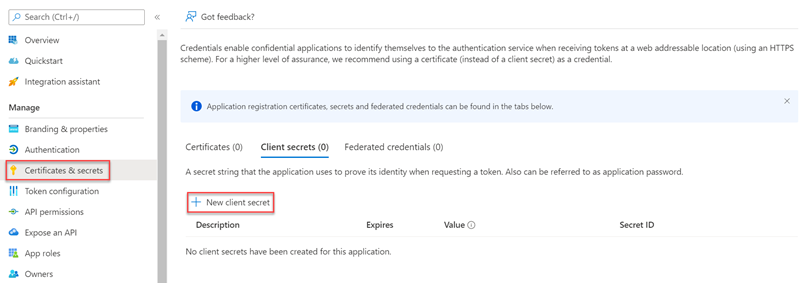 Search (Ctrl+/)
«
Overview
Quickstart
Integration assistant
Manage
Branding & properties
Authentication
Certificates & secrets
Token configuration
API permissions
Expose an API
App roles
Owners
Got feedback?
Credentials enable confidential applications to identify themselves to the authentication service when receiving tokens at a web addressable location (using an HTTPS
scheme). For a higher level of assurance, we recommend using a certificate (instead of a client secret) as a credential.
Application registration certificates, secrets and federated credentials can be found in the tabs below.
Certificates (0) Client secrets (0) Federated credentials (0)
A secret string that the application uses to prove its identity when requesting a token. Also can be referred to as application password.
New client secret
Description Expires Value Secret ID
No client secrets have been created for this application.